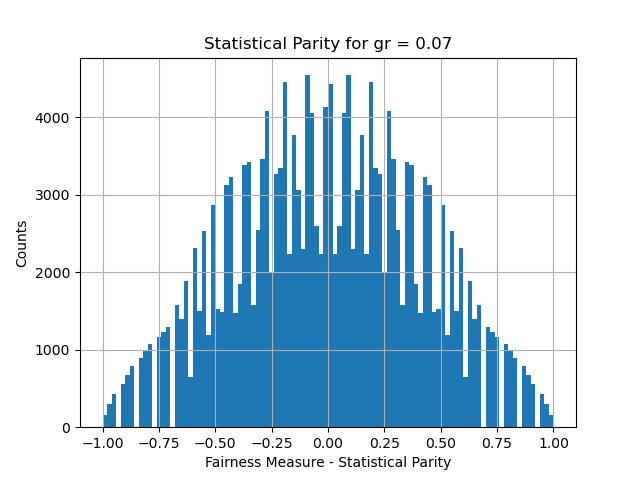 Statistical Parity for gr = 0.07
Counts
4000
3000
2000
1000
0
−1.00 −0.75 −0.50 −0.25 0.00 0.25 0.50 0.75 1.00
Fairness Measure - Statistical Parity